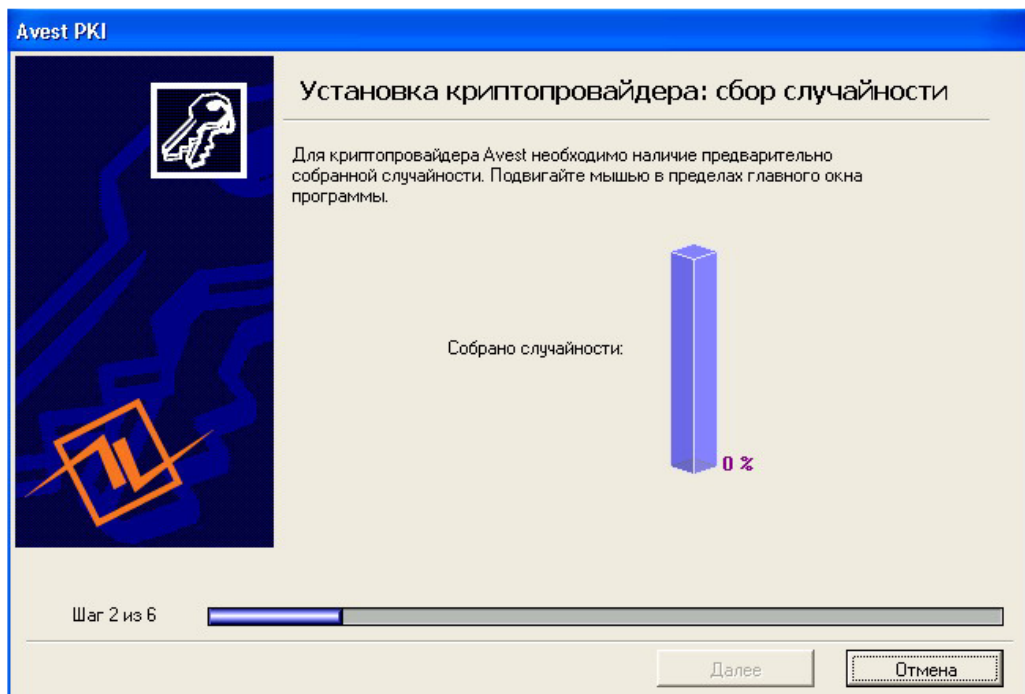 Avest PKI
Установка криптопровайдера: сбор случайности
Для криптопровайдера Avest необходимо наличие предварительно
собранной случайности. Подвигайте мышью в пределах главного окна
программы.
Собрано случайности:
0 %
Шаг 2 из 6
Далее
Отмена